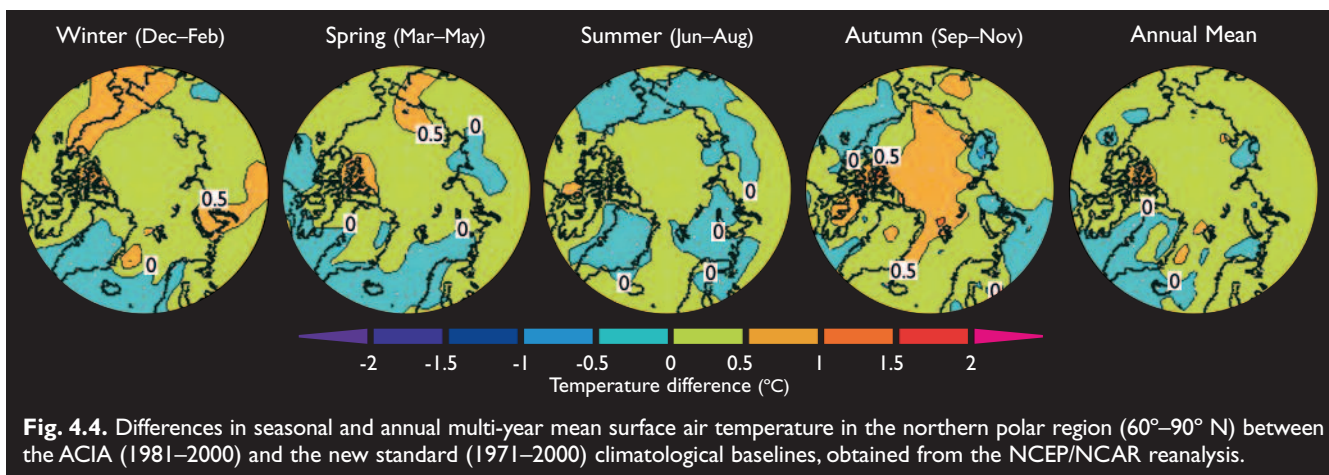 Winter (Dec–Feb)
Spring (Mar–May)
Summer (Jun–Aug)
Autumn (Sep–Nov)
Annual Mean
0.5
0
0.5
0
0
0
0
0
0
0
0.5
0
0.5
0
0
0
-2 -1.5 -1 -0.5 0 0.5 1 1.5 2
Temperature difference (ºC)
Fig. 4.4. Differences in seasonal and annual multi-year mean surface air temperature in the northern polar region (60º–90º N) between
the ACIA (1981–2000) and the new standard (1971–2000) climatological baselines, obtained from the NCEP/NCAR reanalysis.